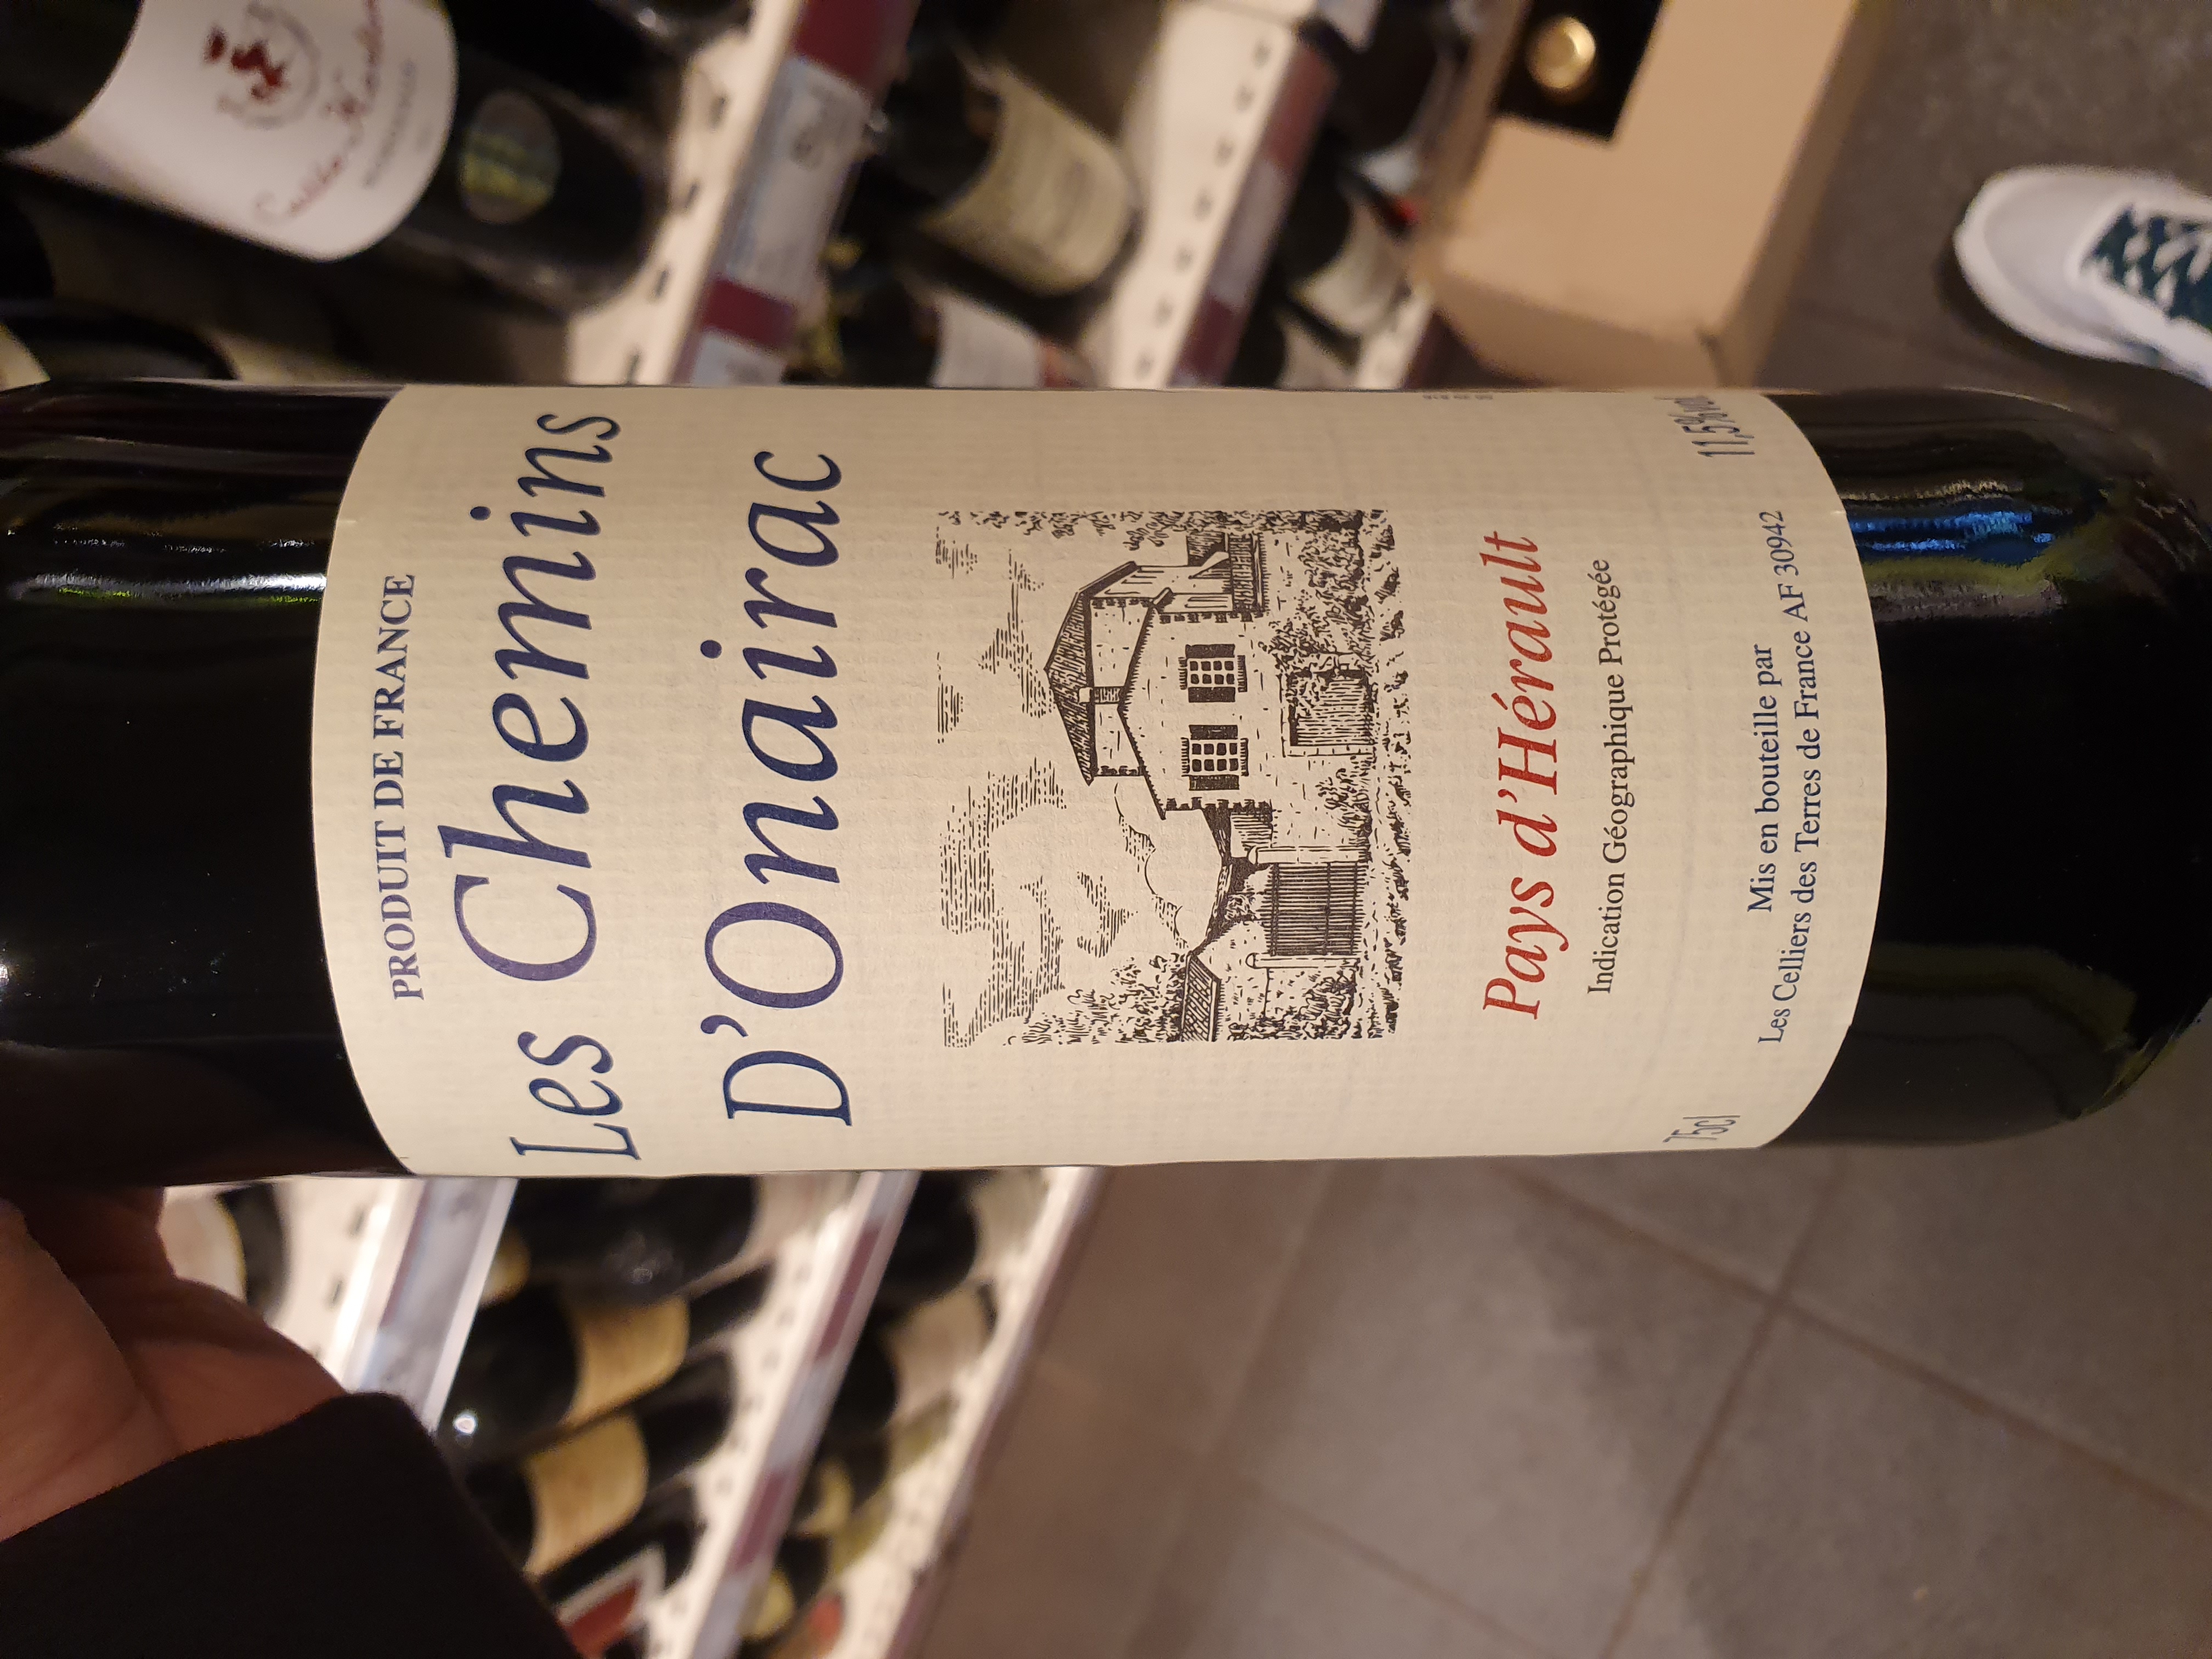 PRODUIT DE FRANCE
Les Chemins
D’Onairac
Pays d’Hérault
Indication Géographique Protégée
75cl
11,5%vol.
Mis en bouteille par
Les Celliers des Terres de France AF 30942